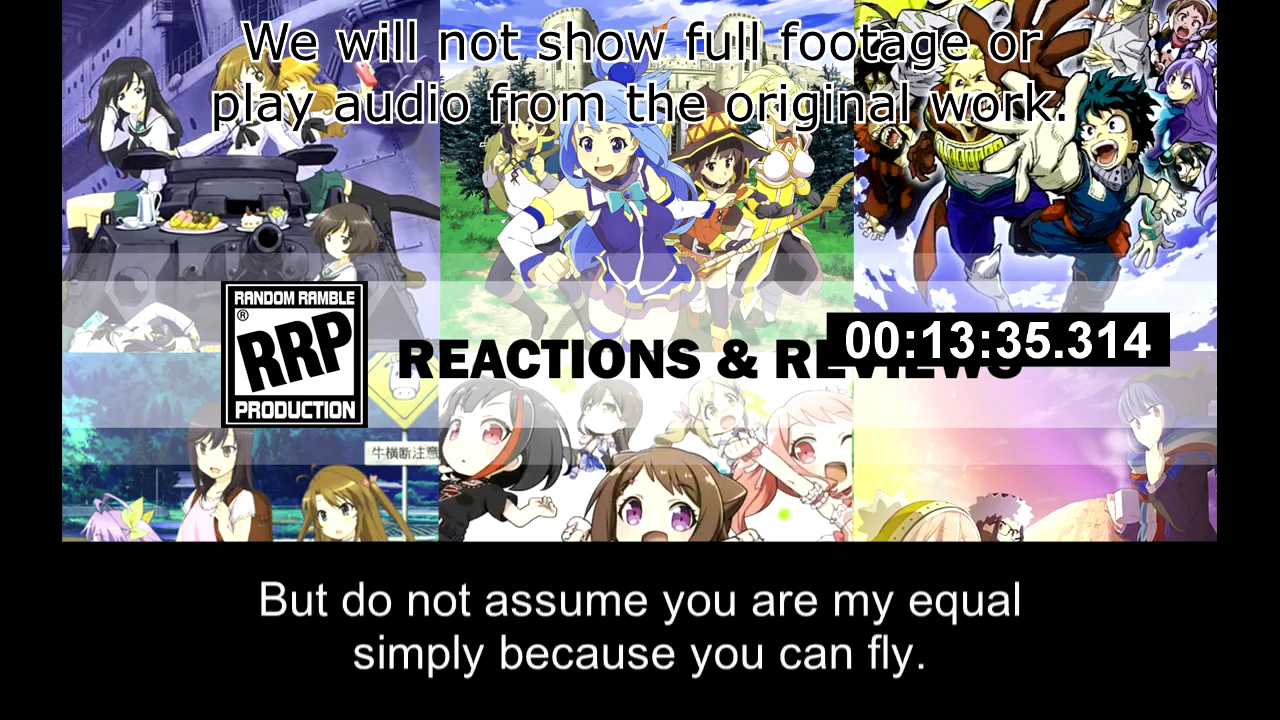 We will not show full footage or
play audio from the original work.
RANDOM RAMBLE
®
RRP
PRODUCTION
REACTIONS & REVIEWS
00:13:35.314
牛横断注意
But do not assume you are my equal
simply because you can fly.